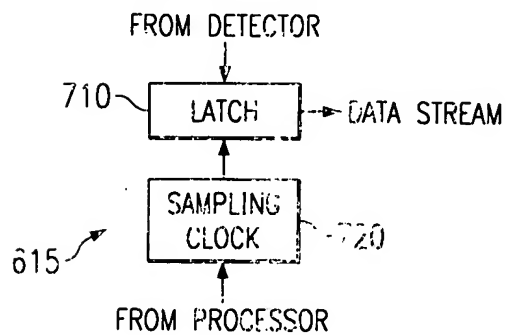 FROM DETECTOR
710
LATCH
DATA STREAM
SAMPLING
CLOCK
720
615
FROM PROCESSOR